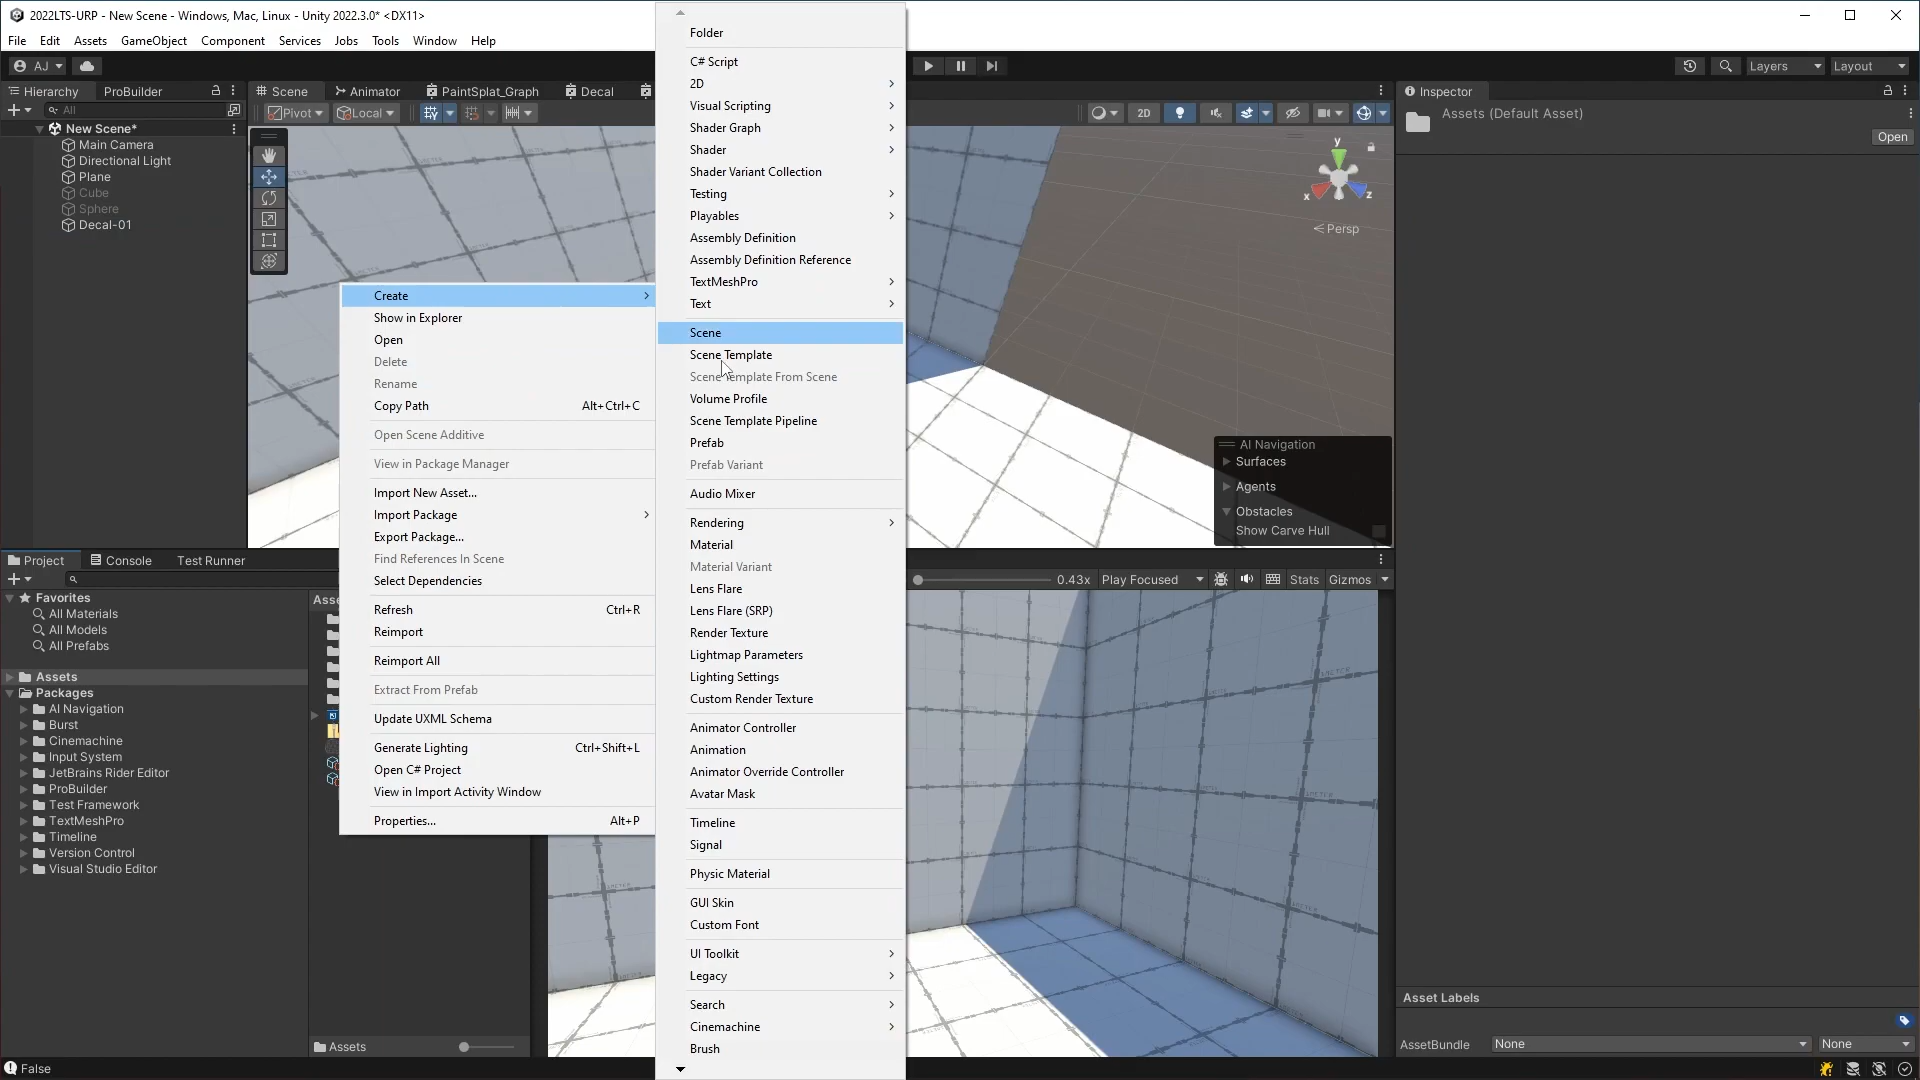 2022LTS-URP - New Scene - Windows, Mac, Linux - Unity 2022.3.0* <DX11>
File Edit Assets GameObject Component Services Jobs Tools Window Help
AJ
Layers
Layout
Hierarchy
ProBuilder
All
New Scene*
Main Camera
Directional Light
Plane
Cube
Sphere
Decal-01
Scene
Animator
PaintSplat_Graph
Decal
Pivot
Local
2D
y
x
z
Persp
AI Navigation
Surfaces
Agents
Obstacles
Show Carve Hull
Inspector
Assets (Default Asset)
Open
Create
Show in Explorer
Open
Delete
Rename
Copy Path Alt+Ctrl+C
Open Scene Additive
View in Package Manager
Import New Asset...
Import Package
Export Package...
Find References In Scene
Select Dependencies
Refresh Ctrl+R
Reimport
Reimport All
Extract From Prefab
Update UXML Schema
Generate Lighting Ctrl+Shift+L
Open C# Project
View in Import Activity Window
Properties... Alt+P
Folder
C# Script
2D
Visual Scripting
Shader Graph
Shader
Shader Variant Collection
Testing
Playables
Assembly Definition
Assembly Definition Reference
TextMeshPro
Text
Scene
Scene Template
Scene Template From Scene
Volume Profile
Scene Template Pipeline
Prefab
Prefab Variant
Audio Mixer
Rendering
Material
Material Variant
Lens Flare
Lens Flare (SRP)
Render Texture
Lightmap Parameters
Lighting Settings
Custom Render Texture
Animator Controller
Animation
Animator Override Controller
Avatar Mask
Timeline
Signal
Physic Material
GUI Skin
Custom Font
UI Toolkit
Legacy
Search
Cinemachine
Brush
Project
Console
Test Runner
Favorites
All Materials
All Models
All Prefabs
Assets
Packages
AI Navigation
Burst
Cinemachine
Input System
JetBrains Rider Editor
ProBuilder
Test Framework
TextMeshPro
Timeline
Version Control
Visual Studio Editor
Asse
Assets
0.43x
Play Focused
Stats
Gizmos
Asset Labels
AssetBundle
None
None
False